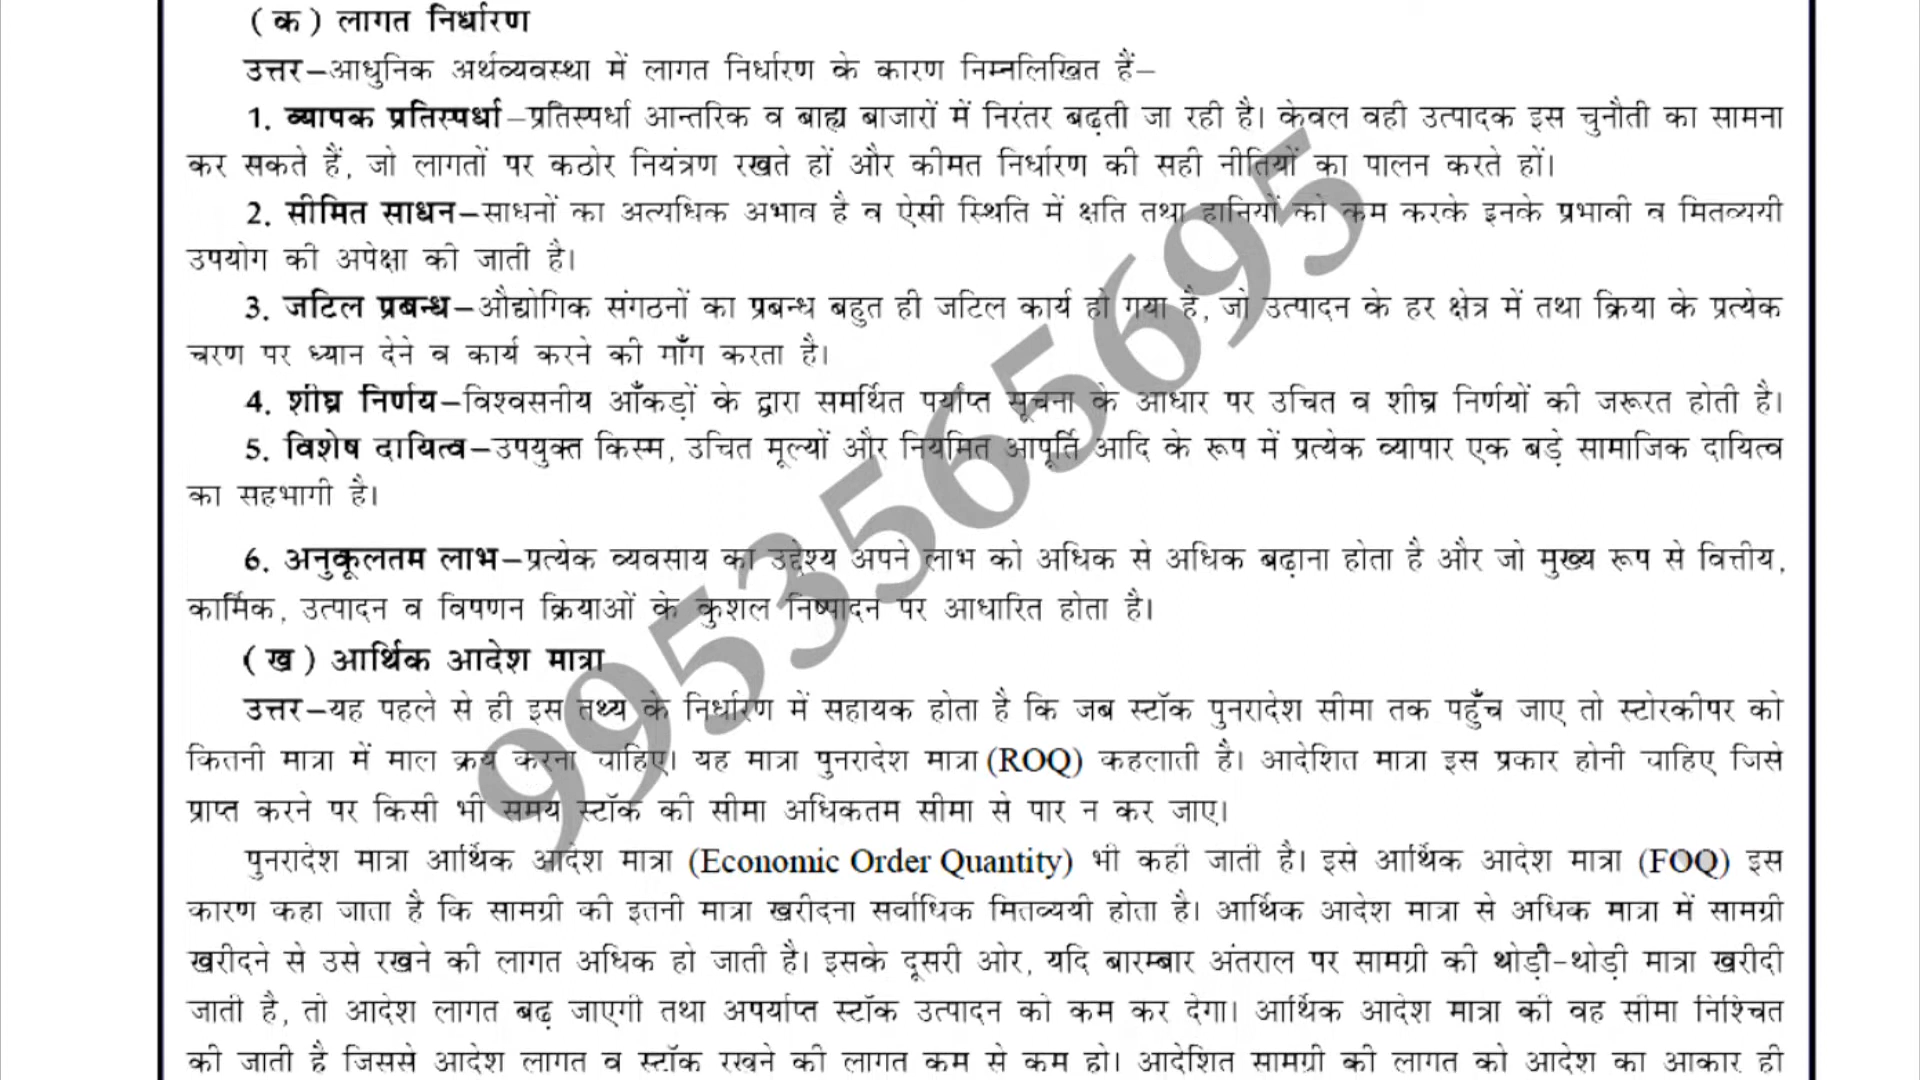 (क) लागत निर्धारण
उत्तर–आधुनिक अर्थव्यवस्था में लागत निर्धारण के कारण निम्नलिखित हैं–
1. व्यापक प्रतिस्पर्धा–प्रतिस्पर्धा आन्तरिक व बाह्य बाजारों में निरंतर बढ़ती जा रही है। केवल वही उत्पादक इस चुनौती का सामना
कर सकते हैं, जो लागतों पर कठोर नियंत्रण रखते हों और कीमत निर्धारण की सही नीतियों का पालन करते हों।
2. सीमित साधन–साधनों का अत्यधिक अभाव है व ऐसी स्थिति में क्षति तथा हानियों को कम करके इनके प्रभावी व मितव्ययी
उपयोग की अपेक्षा की जाती है।
3. जटिल प्रबन्ध–औद्योगिक संगठनों का प्रबन्ध बहुत ही जटिल कार्य हो गया है, जो उत्पादन के हर क्षेत्र में तथा क्रिया के प्रत्येक
चरण पर ध्यान देने व कार्य करने की माँग करता है।
4. शीघ्र निर्णय–विश्वसनीय आँकड़ों के द्वारा समर्थित पर्याप्त सूचना के आधार पर उचित व शीघ्र निर्णयों की जरूरत होती है।
5. विशेष दायित्व–उपयुक्त किस्म, उचित मूल्यों और नियमित आपूर्ति आदि के रूप में प्रत्येक व्यापार एक बड़े सामाजिक दायित्व
का सहभागी है।
6. अनुकूलतम लाभ–प्रत्येक व्यवसाय का उद्देश्य अपने लाभ को अधिक से अधिक बढ़ाना होता है और जो मुख्य रूप से वित्तीय,
कार्मिक, उत्पादन व विपणन क्रियाओं के कुशल निष्पादन पर आधारित होता है।
(ख) आर्थिक आदेश मात्रा
उत्तर–यह पहले से ही इस तथ्य के निर्धारण में सहायक होता है कि जब स्टॉक पुनरादेश सीमा तक पहुँच जाए तो स्टोरकीपर को
कितनी मात्रा में माल क्रय करना चाहिए। यह मात्रा पुनरादेश मात्रा (ROQ) कहलाती है। आदेशित मात्रा इस प्रकार होनी चाहिए जिसे
प्राप्त करने पर किसी भी समय स्टॉक की सीमा अधिकतम सीमा से पार न कर जाए।
पुनरादेश मात्रा आर्थिक आदेश मात्रा (Economic Order Quantity) भी कही जाती है। इसे आर्थिक आदेश मात्रा (FOQ) इस
कारण कहा जाता है कि सामग्री की इतनी मात्रा खरीदना सर्वाधिक मितव्ययी होता है। आर्थिक आदेश मात्रा से अधिक मात्रा में सामग्री
खरीदने से उसे रखने की लागत अधिक हो जाती है। इसके दूसरी ओर, यदि बारम्बार अंतराल पर सामग्री की थोड़ी-थोड़ी मात्रा खरीदी
जाती है, तो आदेश लागत बढ़ जाएगी तथा अपर्याप्त स्टॉक उत्पादन को कम कर देगा। आर्थिक आदेश मात्रा की वह सीमा निश्चित
की जाती है जिससे आदेश लागत व स्टॉक रखने की लागत कम से कम हो। आदेशित सामग्री की लागत को आदेश का आकार ही
9953565695